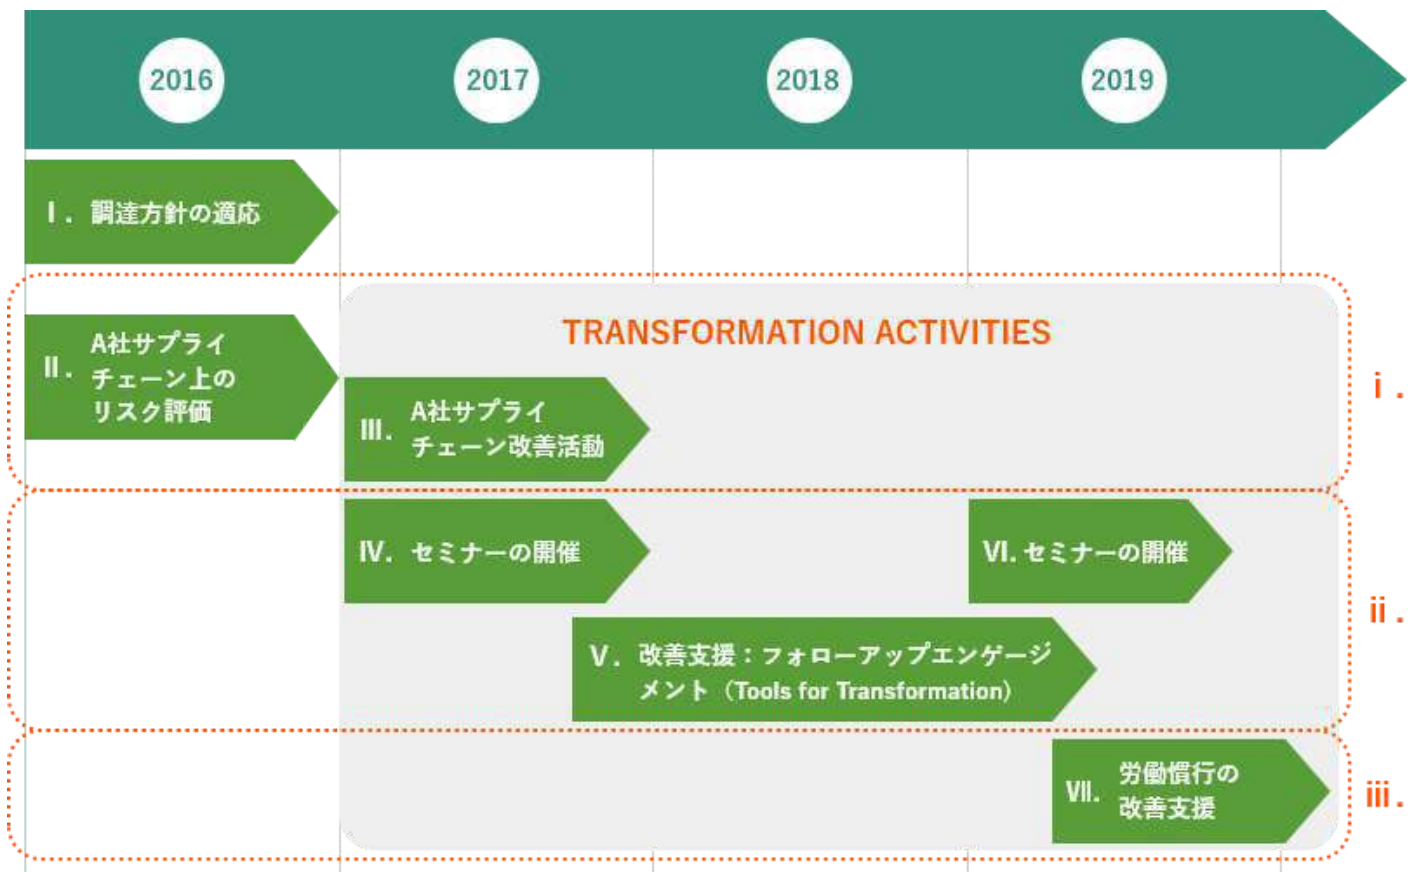 2016
2017
2018
2019
Ⅰ. 調達方針の適応
TRANSFORMATION ACTIVITIES
Ⅱ. A社サプライ
チェーン上の
リスク評価
Ⅲ. A社サプライ
チェーン改善活動
ⅰ.
Ⅳ. セミナーの開催
Ⅵ. セミナーの開催
Ⅴ. 改善支援：フォローアップエンゲージ
メント（Tools for Transformation）
ⅱ.
Ⅶ. 労働慣行の
改善支援
ⅲ.